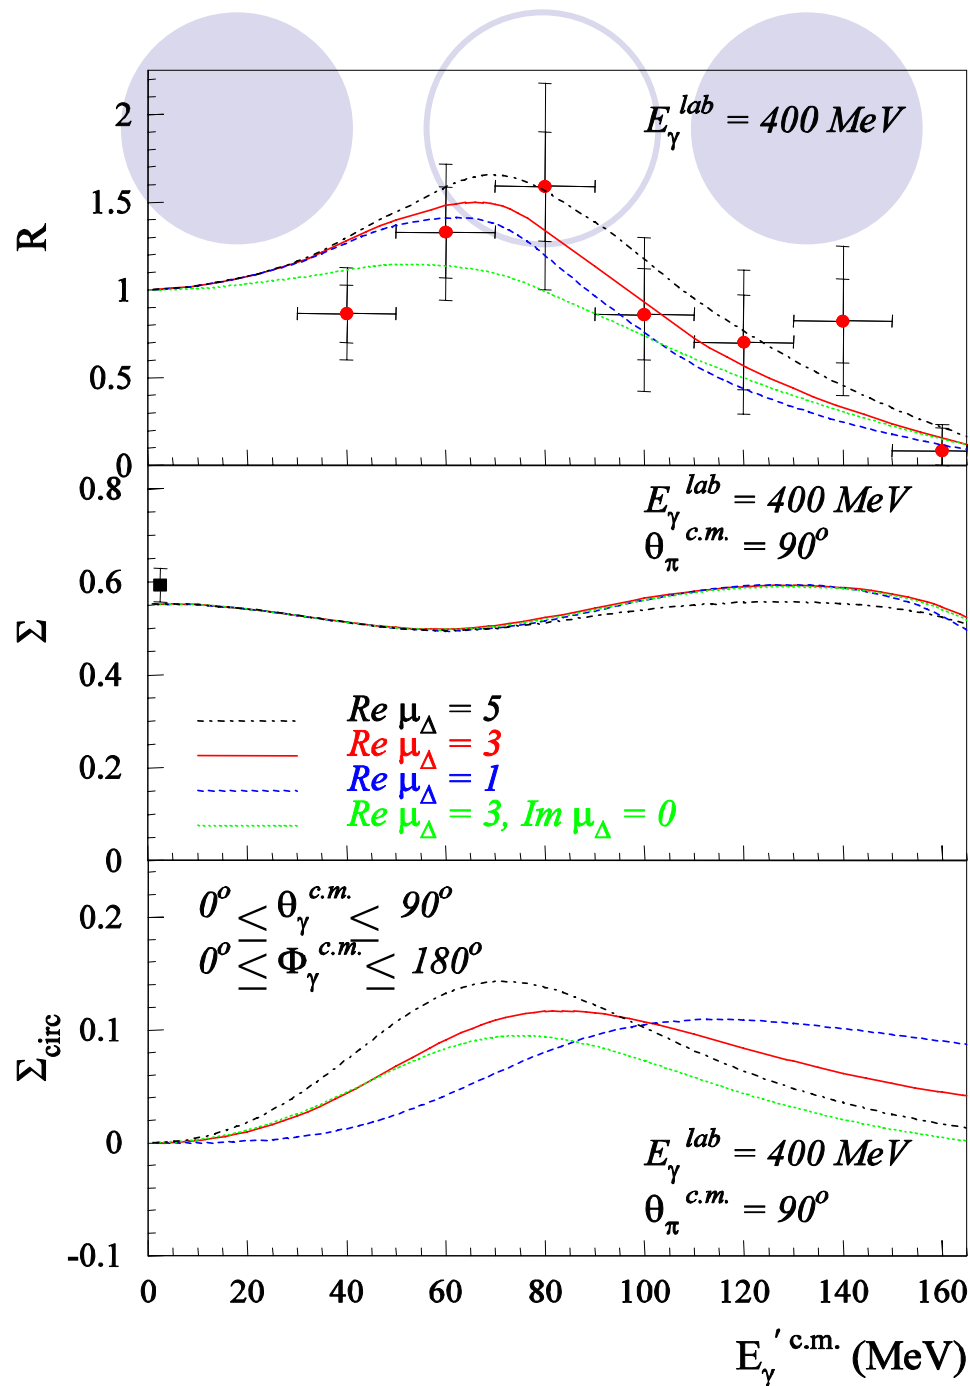 2
1.5
1
0.5
0
R
E_γ^lab = 400 MeV
0.8
0.6
0.4
0.2
0
Σ
E_γ^lab = 400 MeV
θ_π^c.m. = 90°
Re μ_Δ = 5
Re μ_Δ = 3
Re μ_Δ = 1
Re μ_Δ = 3, Im μ_Δ = 0
0.2
0.1
0
-0.1
Σ_circ
0° ≤ θ_γ^c.m. ≤ 90°
0° ≤ Φ_γ^c.m. ≤ 180°
E_γ^lab = 400 MeV
θ_π^c.m. = 90°
0 20 40 60 80 100 120 140 160
E_γ' c.m. (MeV)